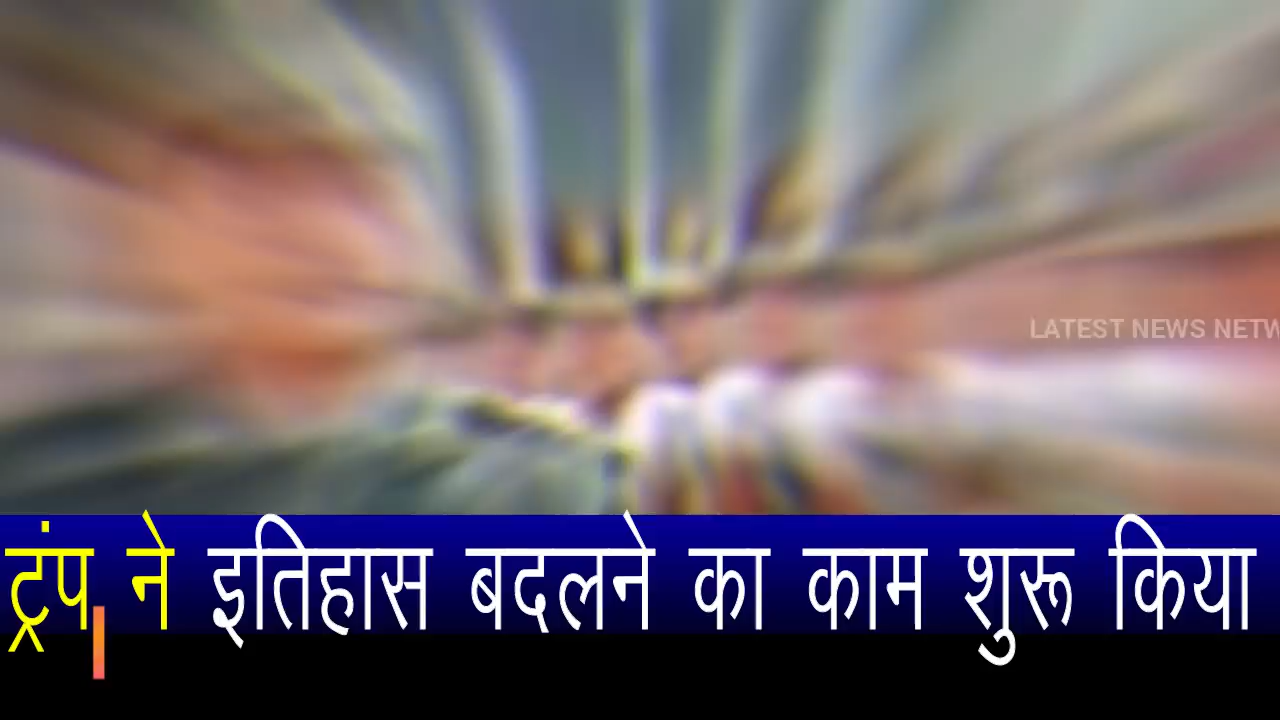 LATEST NEWS NETW
ट्रंप ने इतिहास बदलने का काम शुरू किया